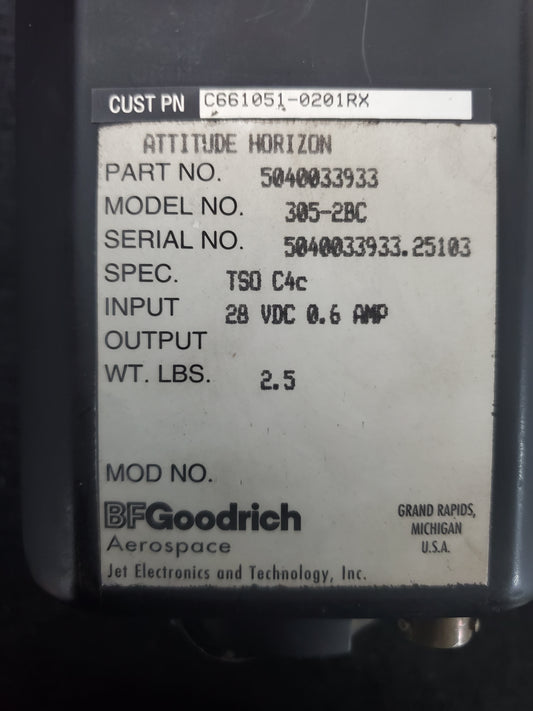 CUST PN C661051-0201RX
ATTITUDE HORIZON
PART NO. 5040033933
MODEL NO. 305-2BC
SERIAL NO. 5040033933.25103
SPEC. TSO C4c
INPUT 28 VDC 0.6 AMP
OUTPUT
WT. LBS. 2.5
MOD NO.
BFGoodrich
Aerospace
Jet Electronics and Technology, Inc.
GRAND RAPIDS,
MICHIGAN
U.S.A.